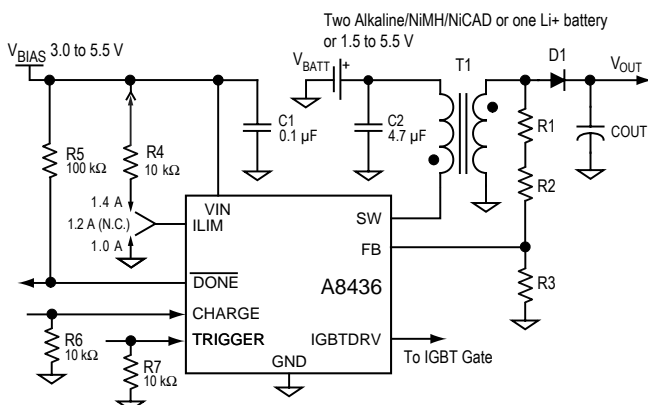 Two Alkaline/NiMH/NiCAD or one Li+ battery
or 1.5 to 5.5 V
VBIAS 3.0 to 5.5 V
VBATT
+
T1
D1
VOUT
C1
0.1 µF
C2
4.7 µF
R1
COUT
R5
100 kΩ
R4
10 kΩ
R2
1.4 A
1.2 A (N.C.)
1.0 A
VIN
ILIM
SW
FB
DONE
A8436
R3
CHARGE
TRIGGER
IGBTDRV
To IGBT Gate
R6
10 kΩ
R7
10 kΩ
GND